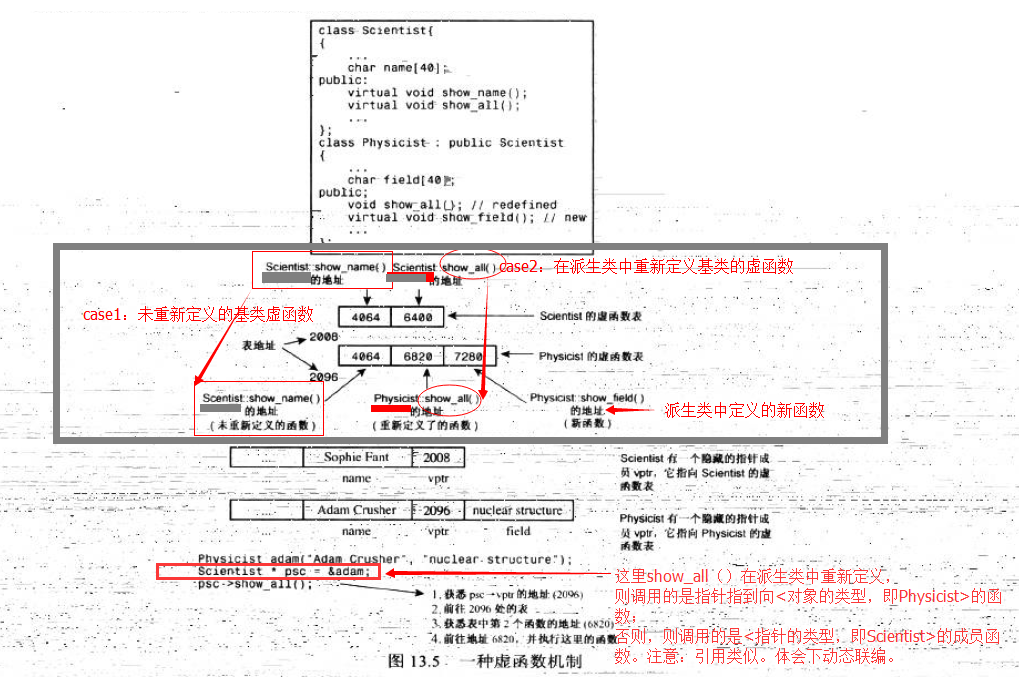 class Scientist{
{
...
char name[40];
public:
virtual void show_name();
virtual void show_all();
...
};
class Physicist : public Scientist
{
...
char field[40];
public:
void show_all(); // redefined
virtual void show_field(); // new
...
};
Scientist::show_name()
的地址
Scientist::show_all()
的地址
case2：在派生类中重新定义基类的虚函数
case1：未重新定义的基类虚函数
4064 6400
Scientist 的虚函数表
2008
表地址
4064 6820 7280
Physicist 的虚函数表
2096
Scentist::show_name()
的地址
(未重新定义的函数)
Physicist::show_all()
的地址
(重新定义了的函数)
Physicist::show_field()
的地址
(新函数)
派生类中定义的新函数
... Sophie Fant 2008
... name vptr
Scientist 有一个隐藏的指针成
员 vptr，它指向 Scientist 的虚
函数表
... Adam Crusher 2096 nuclear structure
... name vptr field
Physicist 有一个隐藏的指针成
员 vptr，它指向 Physicist 的虚
函数表
Physicist adam("Adam Crusher", "nuclear structure");
Scientist * psc = &adam;
psc->show_all();
1. 获悉 psc→vptr 的地址 (2096)
2. 前往 2096 处的表
3. 获悉表中第 2 个函数的地址 (6820)
4. 前往地址 6820，并执行这里的函数
这里show_all（）在派生类中重新定义，
则调用的是指针指到向<对象的类型，即Physicist>的函
数；
否则，则调用的是<指针的类型，即Scientist>的成员函
数。注意：引用类似。体会下动态联编。
图 13.5 一种虚函数机制